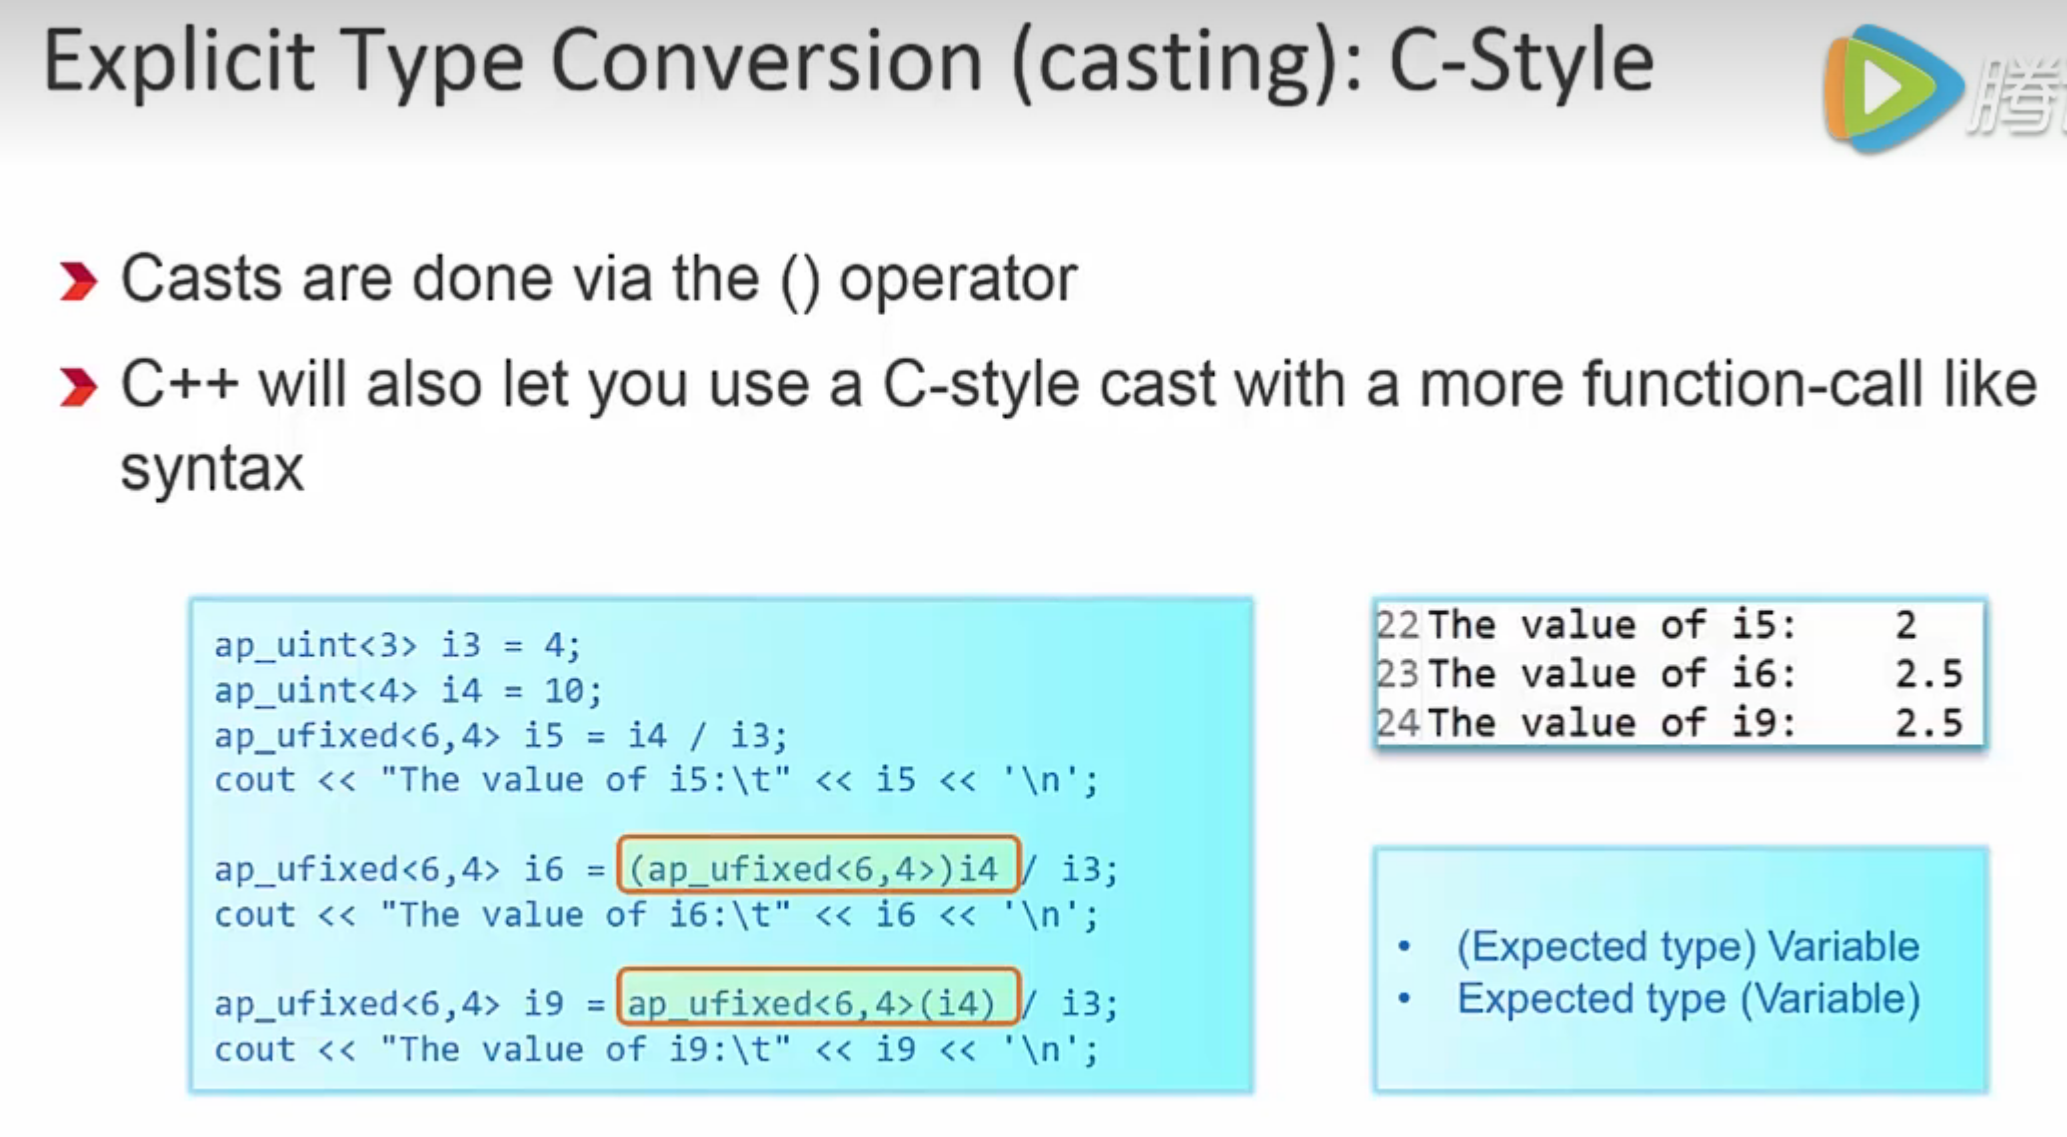 Explicit Type Conversion (casting): C-Style
腾
Casts are done via the () operator
C++ will also let you use a C-style cast with a more function-call like
syntax
ap_uint<3> i3 = 4;
ap_uint<4> i4 = 10;
ap_ufixed<6,4> i5 = i4 / i3;
cout << "The value of i5:\t" << i5 << '\n';
ap_ufixed<6,4> i6 = (ap_ufixed<6,4>)i4 / i3;
cout << "The value of i6:\t" << i6 << '\n';
ap_ufixed<6,4> i9 = ap_ufixed<6,4>(i4) / i3;
cout << "The value of i9:\t" << i9 << '\n';
22 The value of i5: 2
23 The value of i6: 2.5
24 The value of i9: 2.5
• (Expected type) Variable
• Expected type (Variable)